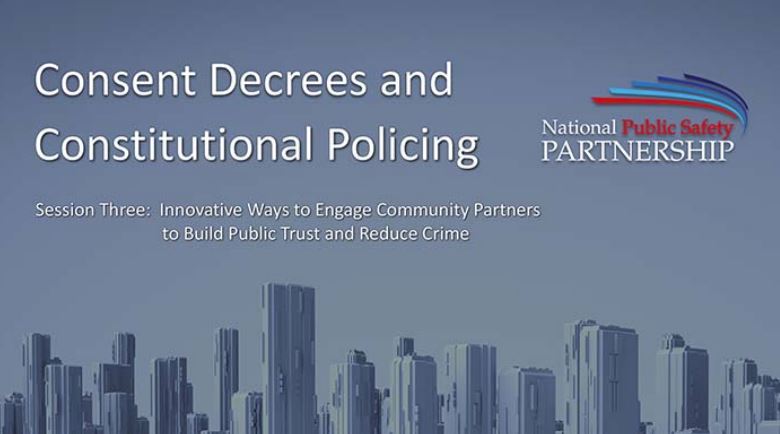 Consent Decrees and
Constitutional Policing
National Public Safety
PARTNERSHIP
Session Three: Innovative Ways to Engage Community Partners
to Build Public Trust and Reduce Crime